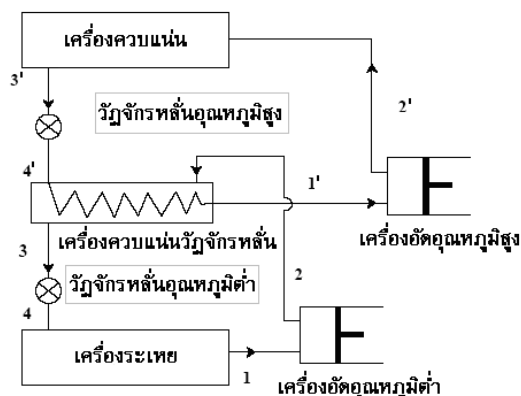 เครื่องควบแน่น
3'
วัฏจักรหลั่นอุณหภูมิสูง
2'
4'
1'
เครื่องควบแน่นวัฏจักรหลั่น
เครื่องอัดอุณหภูมิสูง
3
วัฏจักรหลั่นอุณหภูมิต่ำ
2
4
เครื่องระเหย
1
เครื่องอัดอุณหภูมิต่ำ